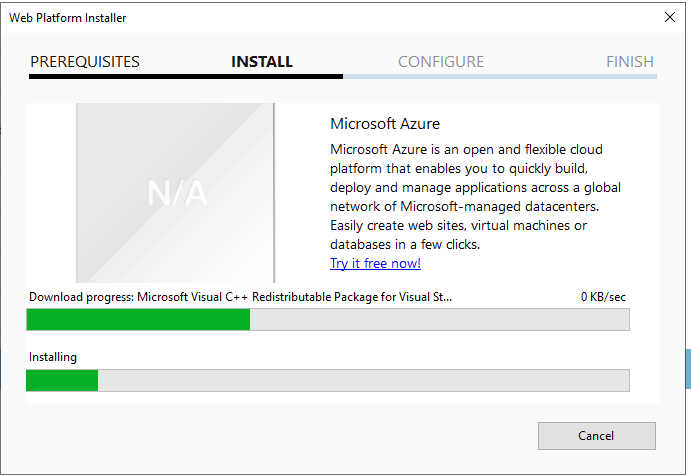 Web Platform Installer
PREREQUISITES INSTALL CONFIGURE FINISH
N/A
Microsoft Azure
Microsoft Azure is an open and flexible cloud
platform that enables you to quickly build,
deploy and manage applications across a global
network of Microsoft-managed datacenters.
Easily create web sites, virtual machines or
databases in a few clicks.
Try it free now!
Download progress: Microsoft Visual C++ Redistributable Package for Visual St... 0 KB/sec
Installing
Cancel